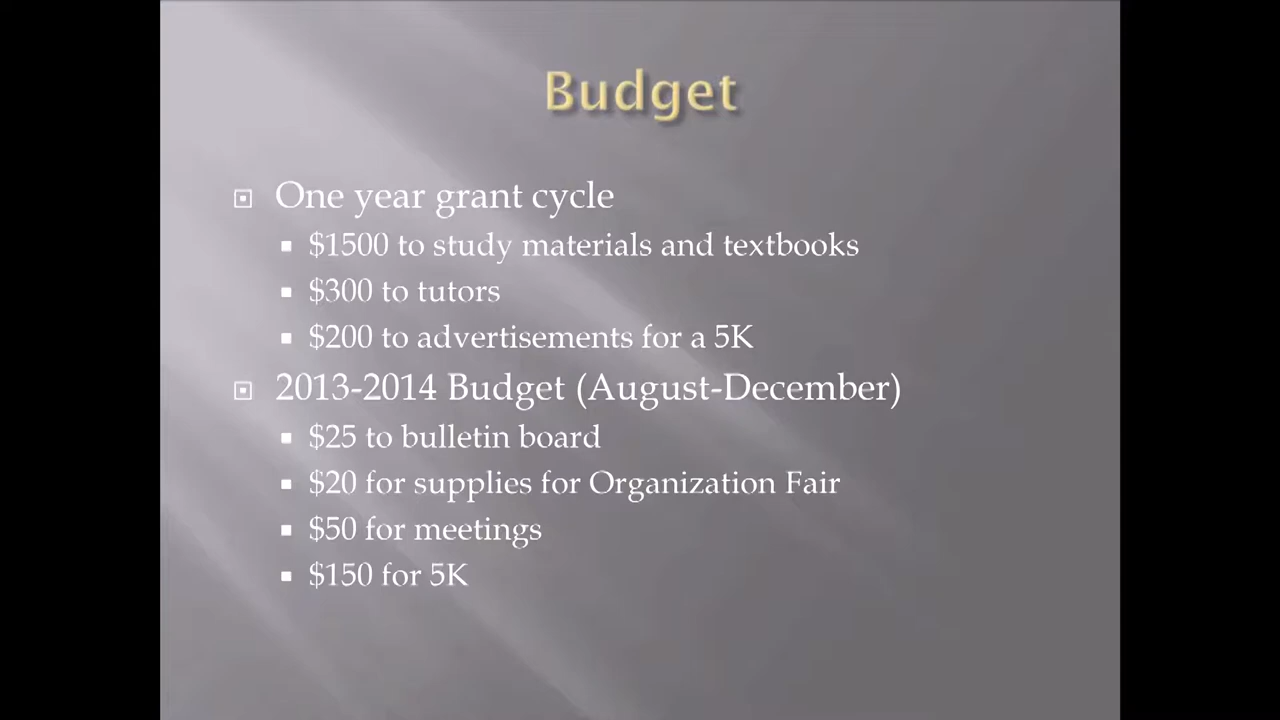 Budget
One year grant cycle
$1500 to study materials and textbooks
$300 to tutors
$200 to advertisements for a 5K
2013-2014 Budget (August-December)
$25 to bulletin board
$20 for supplies for Organization Fair
$50 for meetings
$150 for 5K